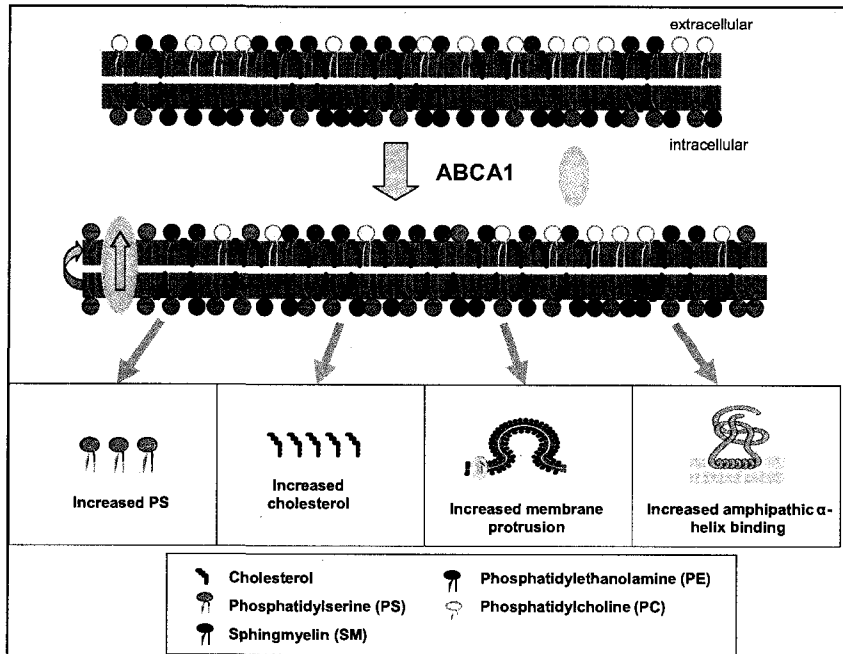 extracellular
intracellular
ABCA1
Increased PS
Increased
cholesterol
Increased membrane
protrusion
Increased amphipathic α-
helix binding
Cholesterol
Phosphatidylserine (PS)
Sphingmyelin (SM)
Phosphatidylethanolamine (PE)
Phosphatidylcholine (PC)